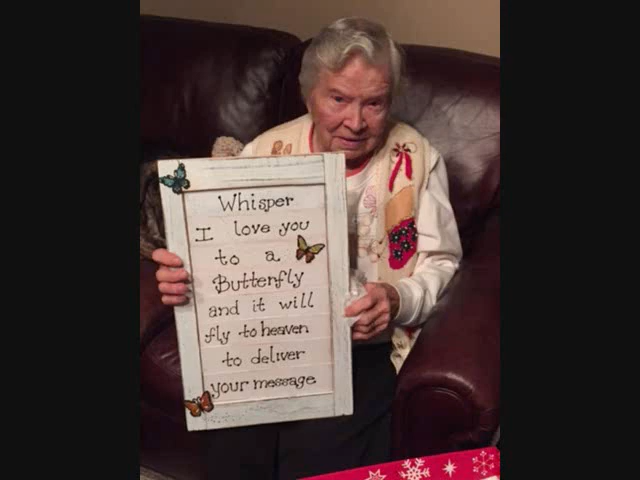 Whisper
I love you
to a
Butterfly
and it will
fly to heaven
to deliver
your message